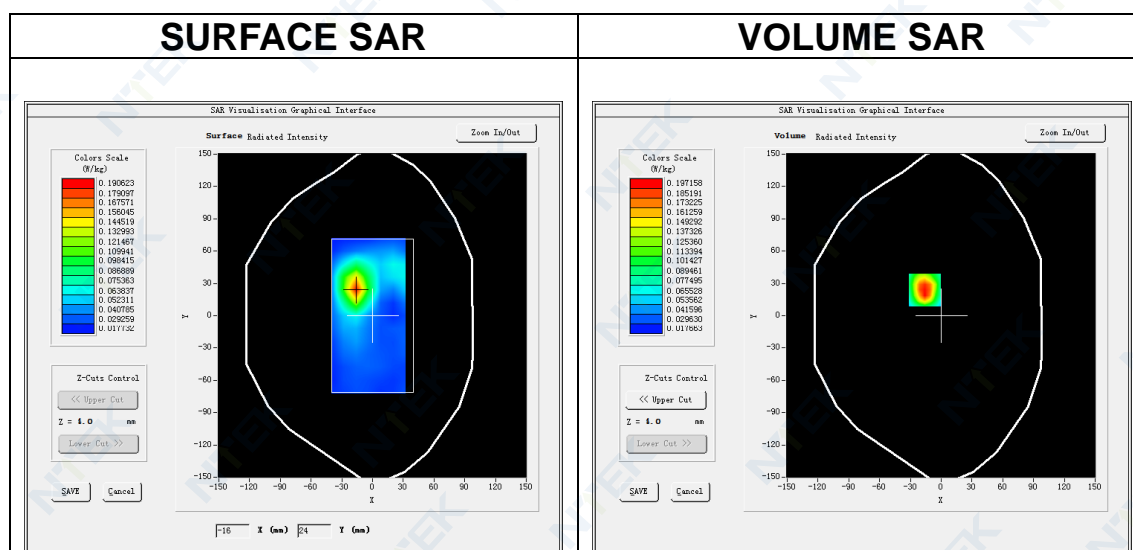 SURFACE SAR
VOLUME SAR
SAR Visualisation Graphical Interface
Surface Radiated Intensity
Zoom In/Out
Colors Scale
(W/kg)
0.190623
0.179097
0.167571
0.156045
0.144519
0.132993
0.121467
0.109941
0.098415
0.086889
0.075363
0.063837
0.052311
0.040785
0.029259
0.017732
150
120
90
60
30
0
-30
-60
-90
-120
-150
Y
-150 -120 -90 -60 -30 0 30 60 90 120 150
X
Z-Cuts Control
<< Upper Cut
Z = 4.0 mm
Lower Cut >>
SAVE
Cancel
-16 X (mm) 24 Y (mm)
SAR Visualisation Graphical Interface
Volume Radiated Intensity
Zoom In/Out
Colors Scale
(W/kg)
0.197158
0.185191
0.173225
0.161259
0.149292
0.137326
0.125360
0.113394
0.101427
0.089461
0.077495
0.065528
0.053562
0.041596
0.029630
0.017663
150
120
90
60
30
0
-30
-60
-90
-120
-150
Y
-150 -120 -90 -60 -30 0 30 60 90 120 150
X
Z-Cuts Control
<< Upper Cut
Z = 4.0 mm
Lower Cut >>
SAVE
Cancel
NTEK